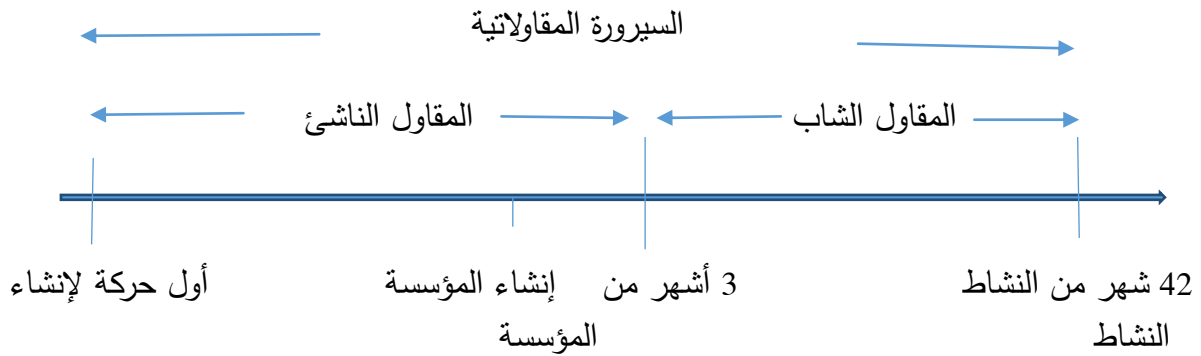 السيرورة المقاولاتية
المقاول الناشئ المقاول الشاب
أول حركة لإنشاء إنشاء المؤسسة 3 أشهر من 42 شهر من النشاط
المؤسسة النشاط